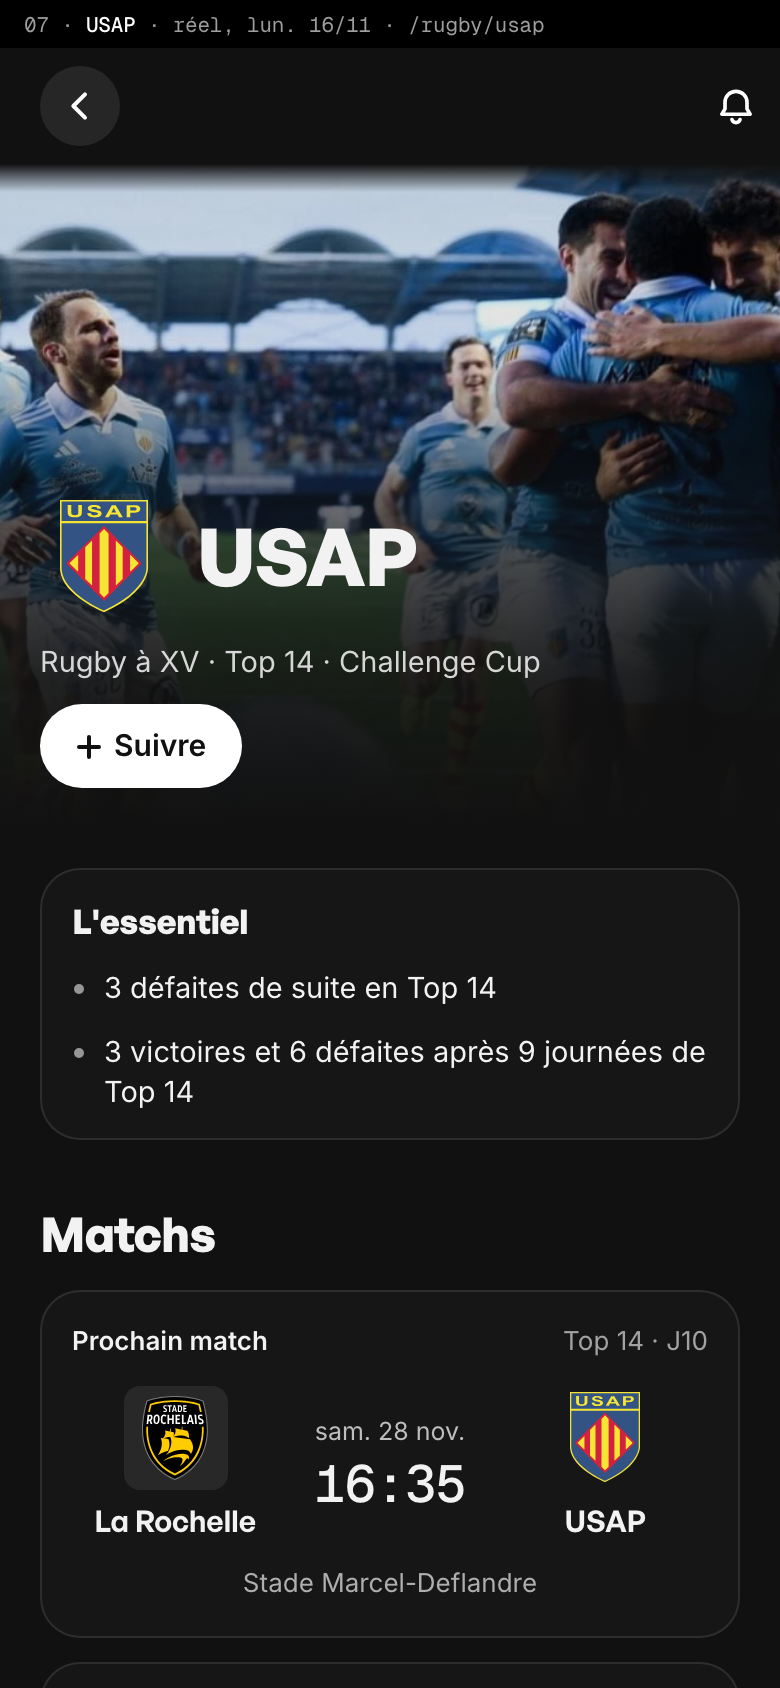 07 · USAP · réel, lun. 16/11 · /rugby/usap
USAP
USAP
Rugby à XV · Top 14 · Challenge Cup
+ Suivre
L'essentiel
• 3 défaites de suite en Top 14
• 3 victoires et 6 défaites après 9 journées de
Top 14
Matchs
Prochain match
Top 14 · J10
STADE
ROCHELAIS
sam. 28 nov.
16:35
USAP
La Rochelle
USAP
Stade Marcel-Deflandre